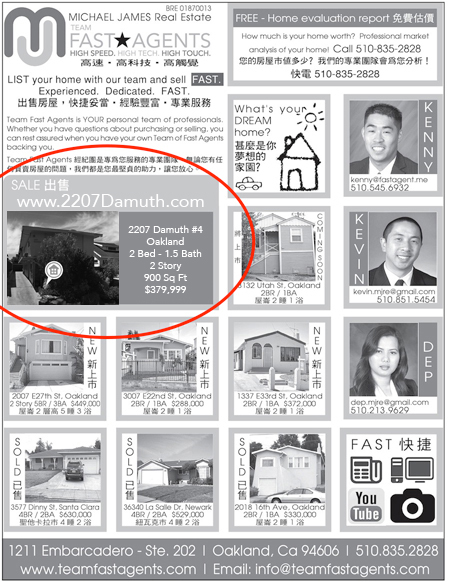 BRE 01870013
MICHAEL JAMES Real Estate
TEAM
FAST★AGENTS
HIGH SPEED. HIGH TECH. HIGH TOUCH.
高速・高科技・高觸覺
LIST your home with our team and sell FAST.
Experienced. Dedicated. FAST.
出售房屋，快捷妥當・經驗豐富・專業服務
Team Fast Agents is YOUR personal team of professionals.
Whether you have questions about purchasing or selling, you
can rest assured when you have your own Team of Fast Agents
backing you.
Team Fast Agents 經紀團是專爲您服務的專業團隊。無論您有任
買賣房屋的問題，我們都是您最堅貞的助力，讓您放心。
FREE - Home evaluation report 免費估價
How much is your home worth? Professional market
analysis of your home! Call 510-835-2828
您的房屋市值多少? 我們的專業團隊會爲您分析!
快電 510-835-2828
What's your
DREAM
home?
甚麼是你
夢想的
家園?
KENNY
kenny@fastagent.me
510.545.6932
SALE 出售
www.2207Damuth.com
2207 Damuth #4
Oakland
2 Bed - 1.5 Bath
2 Story
900 Sq Ft
$379,999
即將上市
COMING SOON
3132 Utah St, Oakland
2BR / 1BA
屋崙 2 睡 1 浴
KEVIN
kevin.mjre@gmail.com
510.851.5454
NEW 新上市
2007 E27th St, Oakland
2 Story 5BR / 3BA $449,000
屋崙 2 層高 5 睡 3 浴
NEW 新上市
3007 E22nd St, Oakland
2BR / 1BA $288,000
屋崙 2 睡 1 浴
1337 E33rd St, Oakland
2BR / 1BA $372,000
屋崙 2 睡 1 浴
DEP
dep.mjre@gmail.com
510.213.9629
SOLD 已售
3577 Dinny St, Santa Clara
4BR / 2BA $630,000
聖他卡拉市 4 睡 2 浴
SOLD 已售
36340 La Salle Dr, Newark
4BR / 2BA $529,000
紐瓦克市 4 睡 2 浴
SOLD 已售
2018 16th Ave, Oakland
2BR / 1BA $330,000
屋崙 2 睡 1 浴
FAST 快捷
You
Tube
1211 Embarcadero - Ste. 202 | Oakland, Ca 94606 | 510.835.2828
www.teamfastagents.com | Email: info@teamfastagents.com